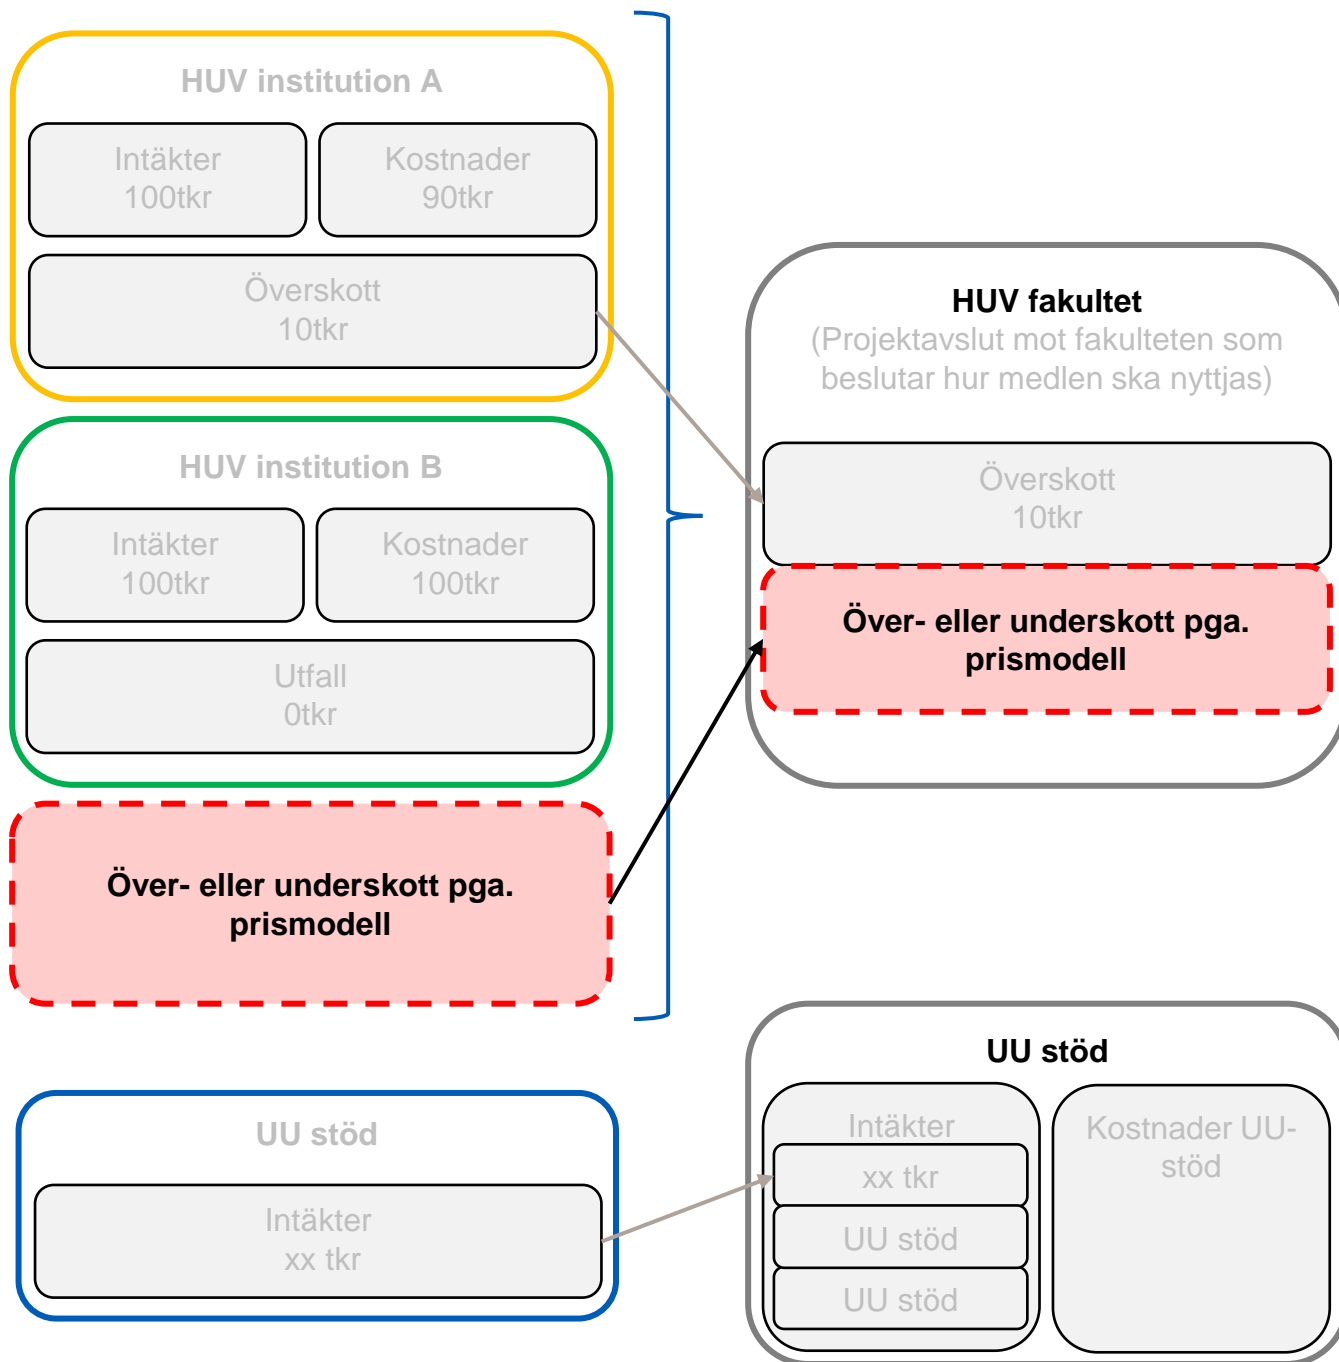 HUV institution A
Intäkter
100tkr
Kostnader
90tkr
Överskott
10tkr
HUV institution B
Intäkter
100tkr
Kostnader
100tkr
Utfall
0tkr
Över- eller underskott pga.
prismodell
UU stöd
Intäkter
xx tkr
HUV fakultet
(Projektavslut mot fakulteten som
beslutar hur medlen ska nyttjas)
Överskott
10tkr
Över- eller underskott pga.
prismodell
UU stöd
Intäkter
xx tkr
UU stöd
UU stöd
Kostnader UU-
stöd